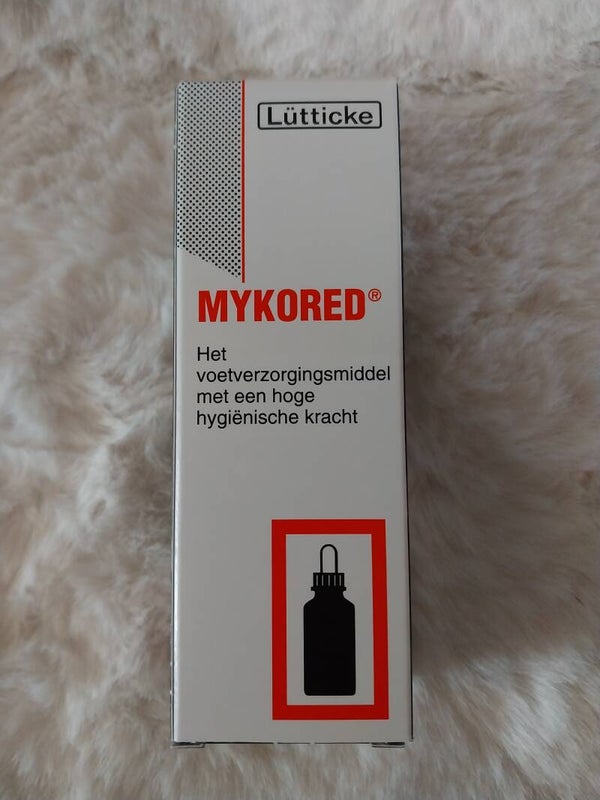 Lütticke
MYKORED®
Het
voetverzorgingsmiddel
met een hoge
hygiënische kracht